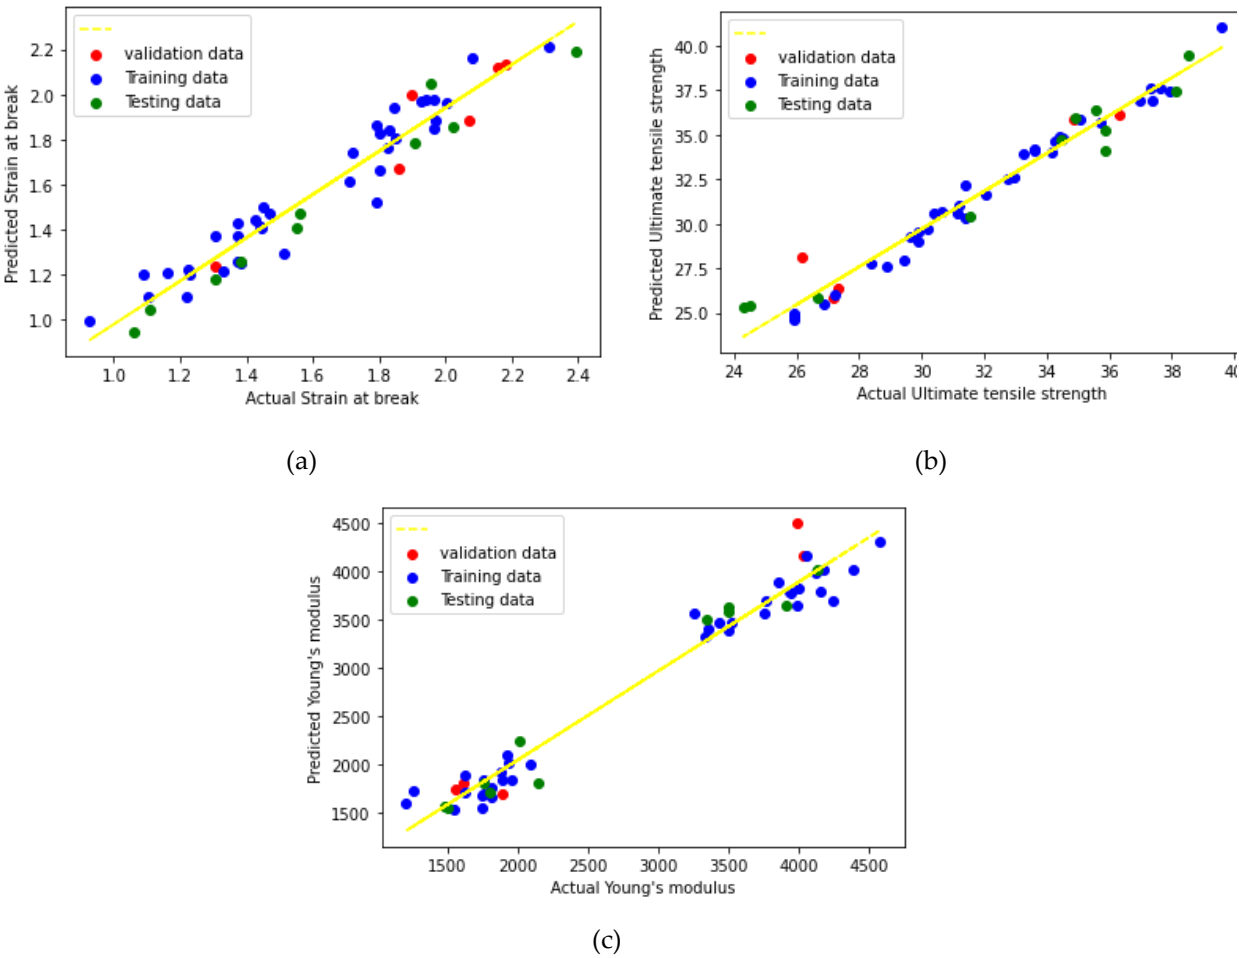 validation data
Training data
Testing data
2.2
2.0
1.8
1.6
1.4
1.2
1.0
Predicted Strain at break
1.0 1.2 1.4 1.6 1.8 2.0 2.2 2.4
Actual Strain at break
(a)
validation data
Training data
Testing data
40.0
37.5
35.0
32.5
30.0
27.5
25.0
Predicted Ultimate tensile strength
24 26 28 30 32 34 36 38 40
Actual Ultimate tensile strength
(b)
validation data
Training data
Testing data
4500
4000
3500
3000
2500
2000
1500
Predicted Young's modulus
1500 2000 2500 3000 3500 4000 4500
Actual Young's modulus
(c)